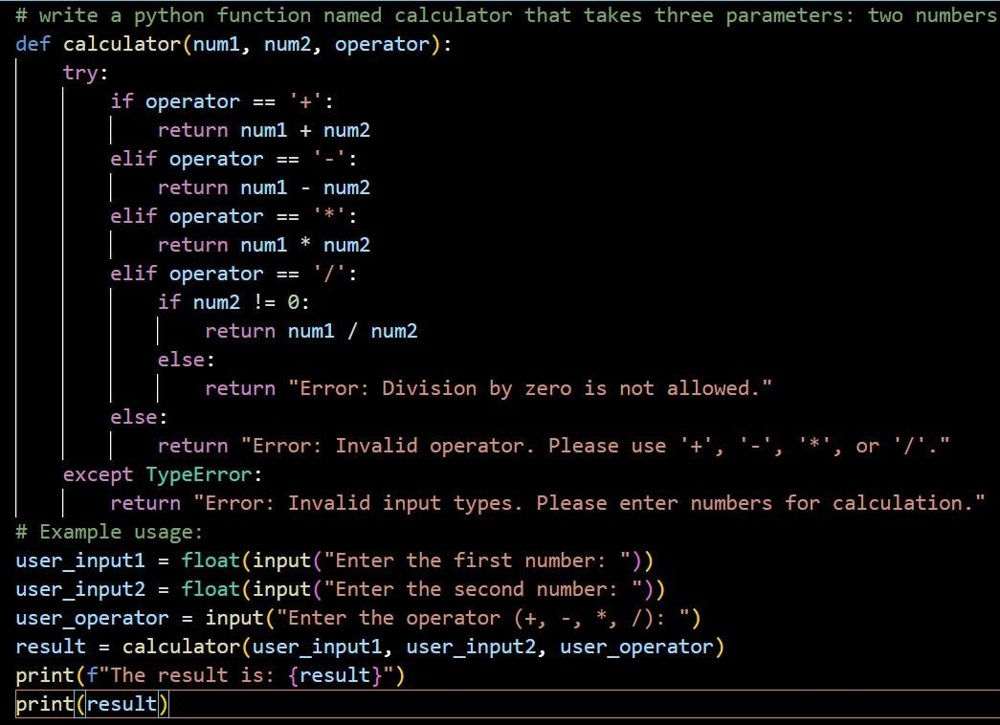 # write a python function named calculator that takes three parameters: two numbers
def calculator(num1, num2, operator):
    try:
        if operator == '+':
            return num1 + num2
        elif operator == '-':
            return num1 - num2
        elif operator == '*':
            return num1 * num2
        elif operator == '/':
            if num2 != 0:
                return num1 / num2
            else:
                return "Error: Division by zero is not allowed."
        else:
            return "Error: Invalid operator. Please use '+', '-', '*', or '/'."
    except TypeError:
        return "Error: Invalid input types. Please enter numbers for calculation."
# Example usage:
user_input1 = float(input("Enter the first number: "))
user_input2 = float(input("Enter the second number: "))
user_operator = input("Enter the operator (+, -, *, /): ")
result = calculator(user_input1, user_input2, user_operator)
print(f"The result is: {result}")
print(result)